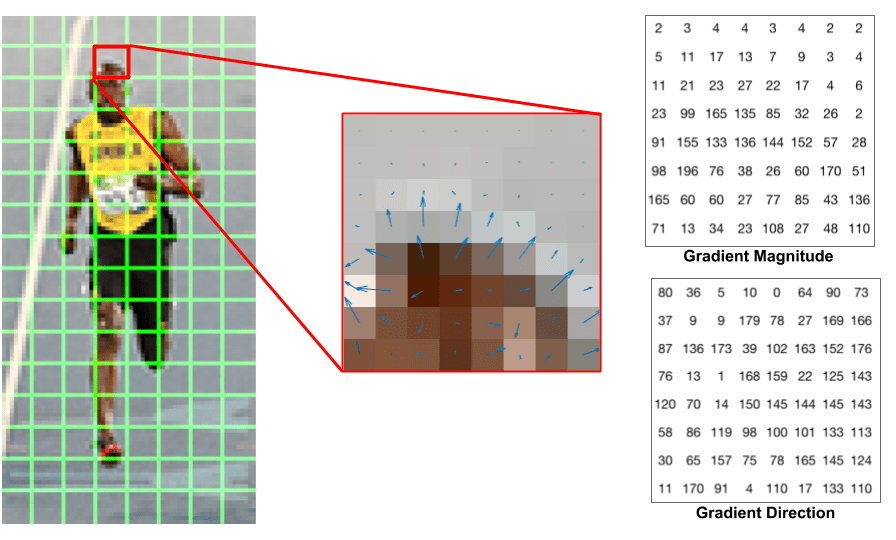 2 3 4 4 3 4 2 2
5 11 17 13 7 9 3 4
11 21 23 27 22 17 4 6
23 99 165 135 85 32 26 2
91 155 133 136 144 152 57 28
98 196 76 38 26 60 170 51
165 60 60 27 77 85 43 136
71 13 34 23 108 27 48 110
Gradient Magnitude
80 36 5 10 0 64 90 73
37 9 9 179 78 27 169 166
87 136 173 39 102 163 152 176
76 13 1 168 159 22 125 143
120 70 14 150 145 144 145 143
58 86 119 98 100 101 133 113
30 65 157 75 78 165 145 124
11 170 91 4 110 17 133 110
Gradient Direction